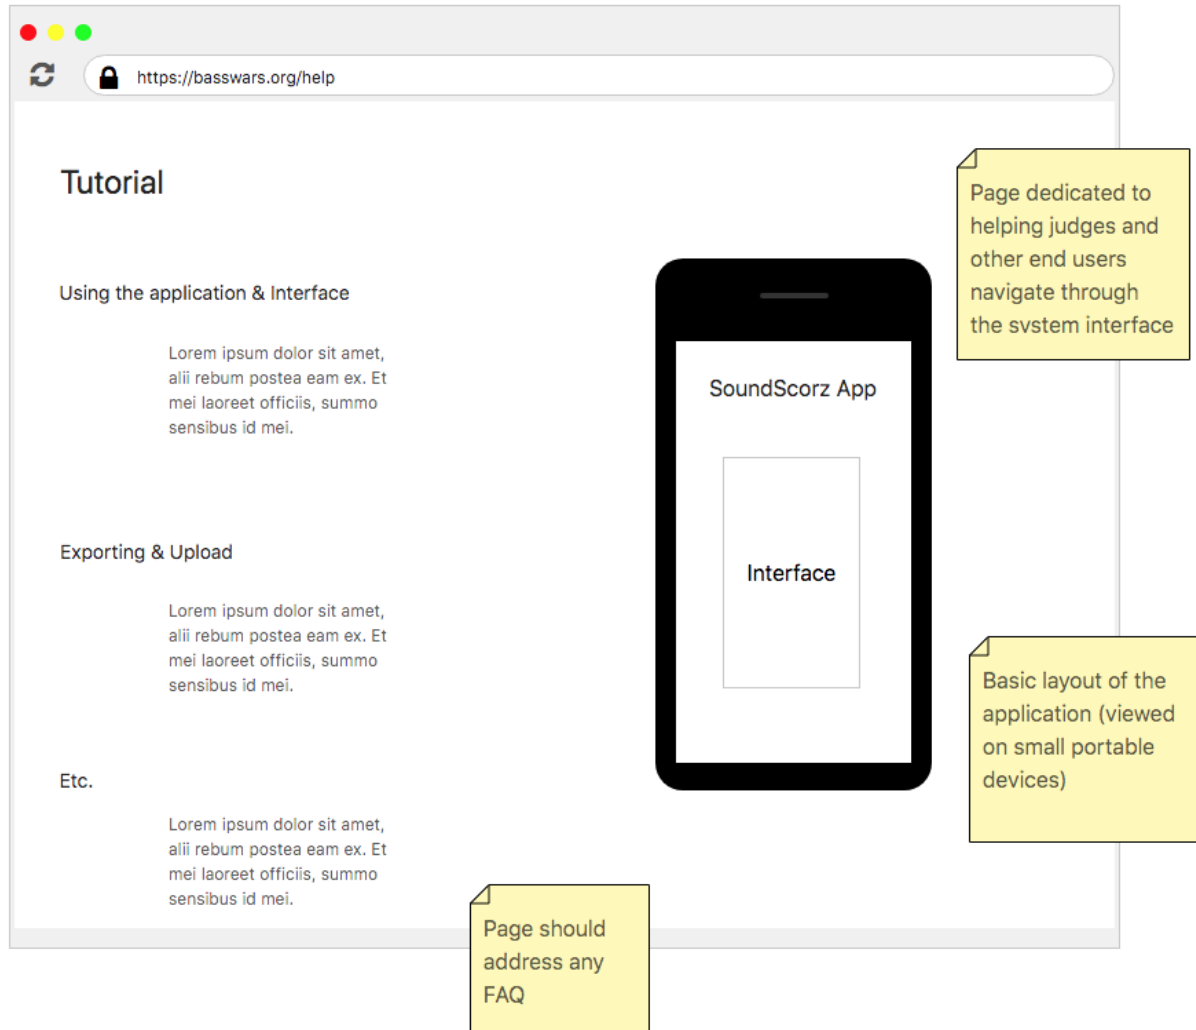 https://basswars.org/help
Tutorial
Using the application & Interface
Lorem ipsum dolor sit amet,
alii rebum postea eam ex. Et
mei laoreet officiis, summo
sensibus id mei.
Exporting & Upload
Lorem ipsum dolor sit amet,
alii rebum postea eam ex. Et
mei laoreet officiis, summo
sensibus id mei.
Etc.
Lorem ipsum dolor sit amet,
alii rebum postea eam ex. Et
mei laoreet officiis, summo
sensibus id mei.
SoundScorz App
Interface
Page dedicated to
helping judges and
other end users
navigate through
the system interface
Basic layout of the
application (viewed
on small portable
devices)
Page should
address any
FAQ